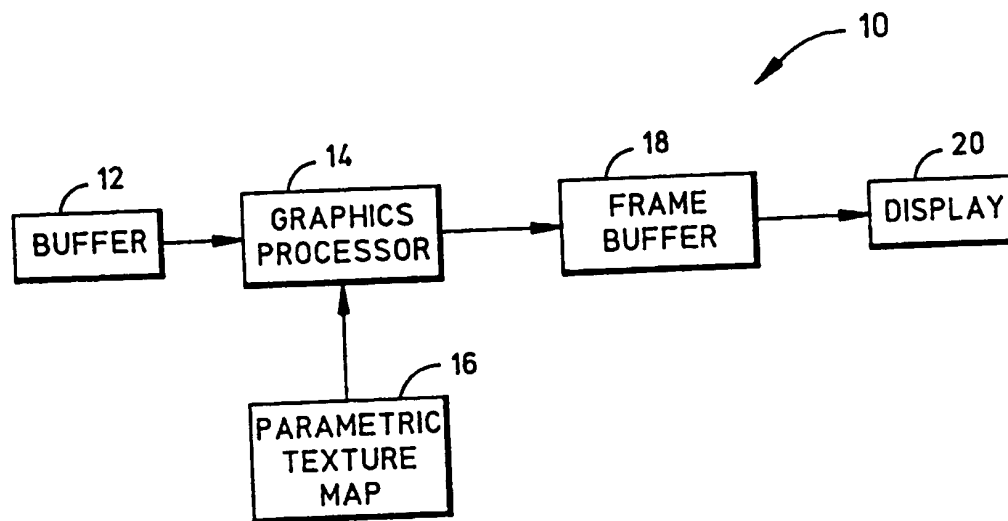 10
12
BUFFER
14
GRAPHICS
PROCESSOR
18
FRAME
BUFFER
20
DISPLAY
16
PARAMETRIC
TEXTURE
MAP